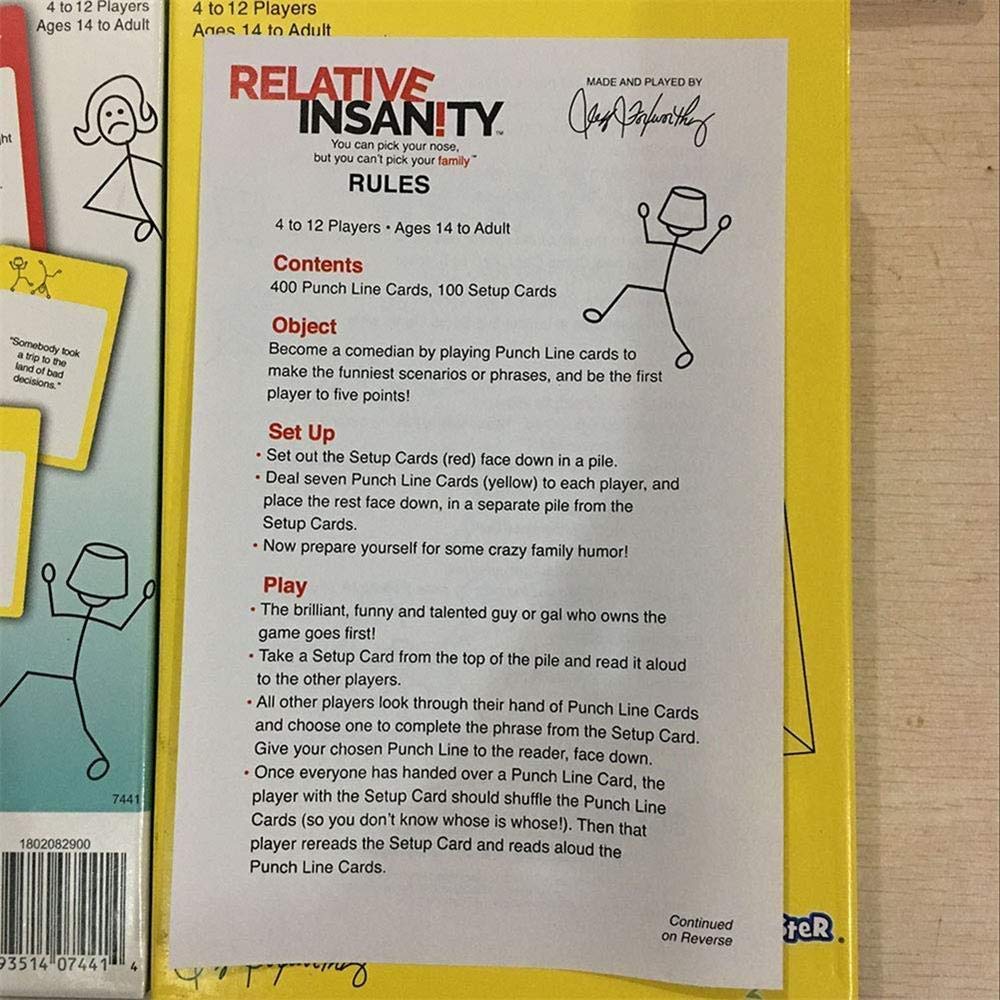 4 to 12 Players
Ages 14 to Adult
"Somebody took
a trip to the
land of bad
decisions."
7441
1802082900
93514 07441 4
4 to 12 Players
Ages 14 to Adult
RELATIVE
INSAN!TY™
You can pick your nose,
but you can't pick your family™
RULES
MADE AND PLAYED BY
Jeff Foxworthy
4 to 12 Players • Ages 14 to Adult
Contents
400 Punch Line Cards, 100 Setup Cards
Object
Become a comedian by playing Punch Line cards to
make the funniest scenarios or phrases, and be the first
player to five points!
Set Up
• Set out the Setup Cards (red) face down in a pile.
• Deal seven Punch Line Cards (yellow) to each player, and
place the rest face down, in a separate pile from the
Setup Cards.
• Now prepare yourself for some crazy family humor!
Play
• The brilliant, funny and talented guy or gal who owns the
game goes first!
• Take a Setup Card from the top of the pile and read it aloud
to the other players.
• All other players look through their hand of Punch Line Cards
and choose one to complete the phrase from the Setup Card.
Give your chosen Punch Line to the reader, face down.
• Once everyone has handed over a Punch Line Card, the
player with the Setup Card should shuffle the Punch Line
Cards (so you don't know whose is whose!). Then that
player rereads the Setup Card and reads aloud the
Punch Line Cards.
Continued
on Reverse